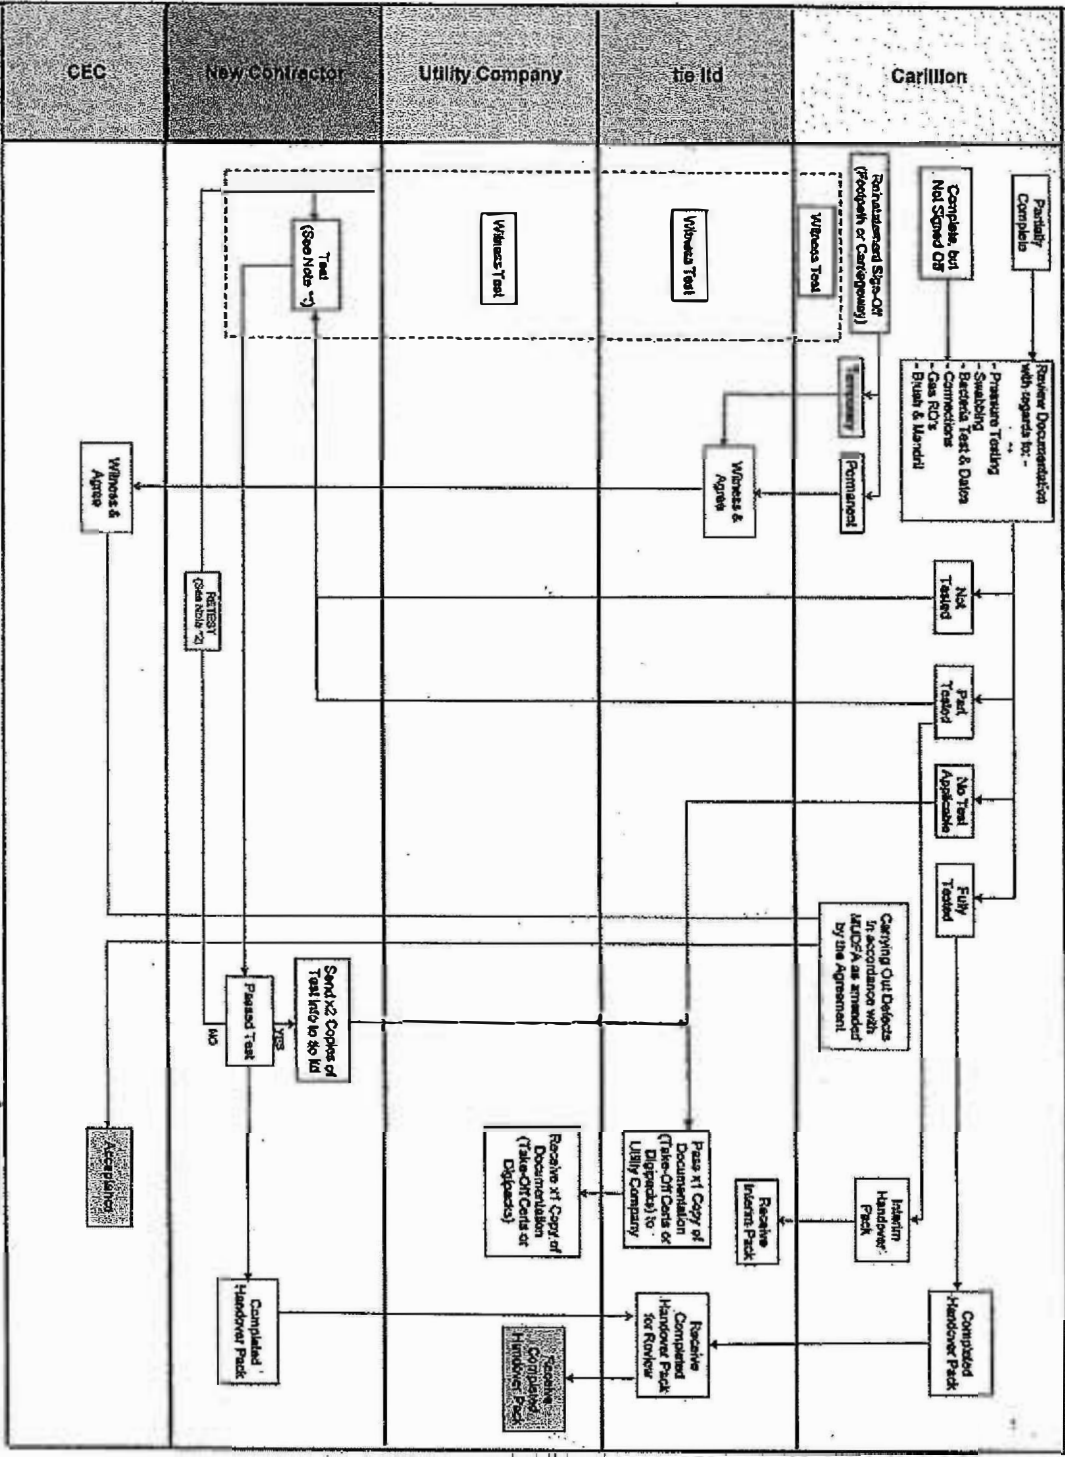 CEC
New Contractor
Utility Company
tie ltd
Carillion
Partially
Complete
Complete, but
Not Signed Off
Reinstatement Sign-Off
(Footpath or Carriageway)
Witness Test
Witness Test
Witness Test
Test
(See Note *)
Review Documentation
with regards to: -
- Pressure Testing
- Swabbing
- Bacteria Test & Dates
- Connections
- Gas RO's
- Brush & Mandril
Temporary
Permanent
Witness &
Agree
Witness &
Agree
Not
Tested
Part
Tested
No Test
Applicable
Fully
Tested
RETEST
(See Note *2)
Carrying Out Defects
in accordance with
MUDFA as amended
by the Agreement
Send x2 Copies of
Test Info to tie ltd
YES
Passed Test
NO
Acceptance
Interim
Handover
Pack
Receive
Interim Pack
Pass x1 Copy of
Documentation
(Take-Off Certs or
Digipacks) to
Utility Company
Receive x1 Copy of
Documentation
(Take-Off Certs or
Digipacks)
Completed
Handover Pack
Receive
Completed
Handover Pack
for Review
Receive
Completed
Handover Pack
Completed
Handover Pack